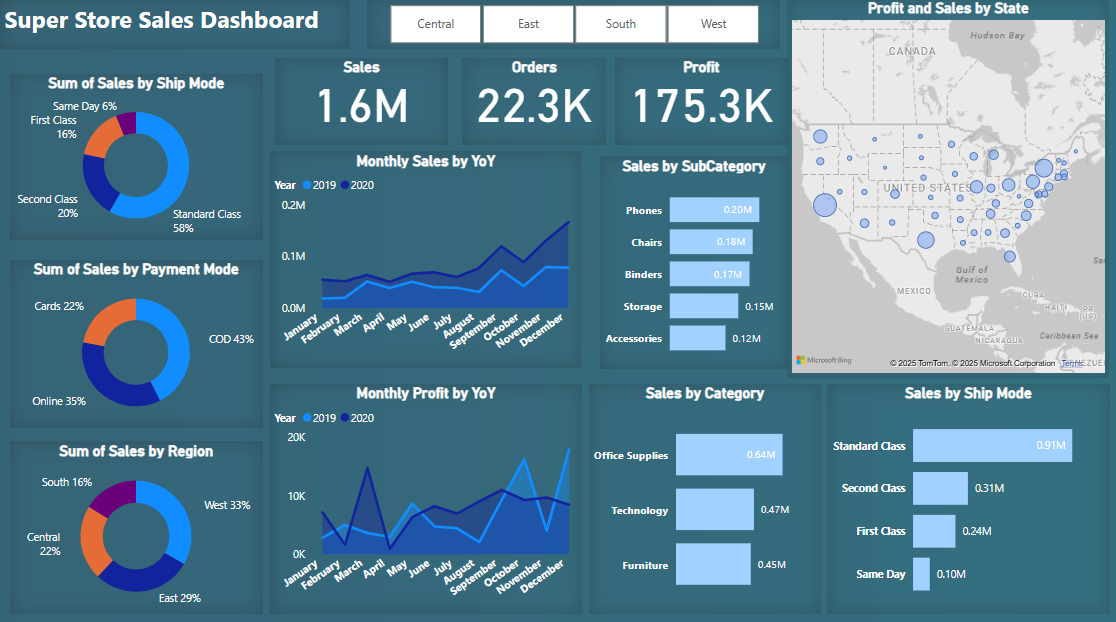 Super Store Sales Dashboard
Central
East
South
West
Profit and Sales by State
Sum of Sales by Ship Mode
Same Day 6%
First Class
16%
Second Class
20%
Standard Class
58%
Sales
1.6M
Orders
22.3K
Profit
175.3K
Monthly Sales by YoY
Year 2019 2020
0.2M
0.1M
0.0M
January
February
March
April
May
June
July
August
September
October
November
December
Sales by SubCategory
Phones 0.20M
Chairs 0.18M
Binders 0.17M
Storage 0.15M
Accessories 0.12M
Hudson Bay
CANADA
UNITED STATES
Gulf of
Mexico
MEXICO
CUBA
HAITI
PR
(US)
GUATEMALA
NICARAGUA
Caribbean Sea
Microsoft Bing
© 2025 TomTom, © 2025 Microsoft Corporation Terms
Sum of Sales by Payment Mode
Cards 22%
COD 43%
Online 35%
Monthly Profit by YoY
Year 2019 2020
20K
10K
0K
January
February
March
April
May
June
July
August
September
October
November
December
Sales by Category
Office Supplies 0.64M
Technology 0.47M
Furniture 0.45M
Sales by Ship Mode
Standard Class 0.91M
Second Class 0.31M
First Class 0.24M
Same Day 0.10M
Sum of Sales by Region
South 16%
West 33%
Central
22%
East 29%